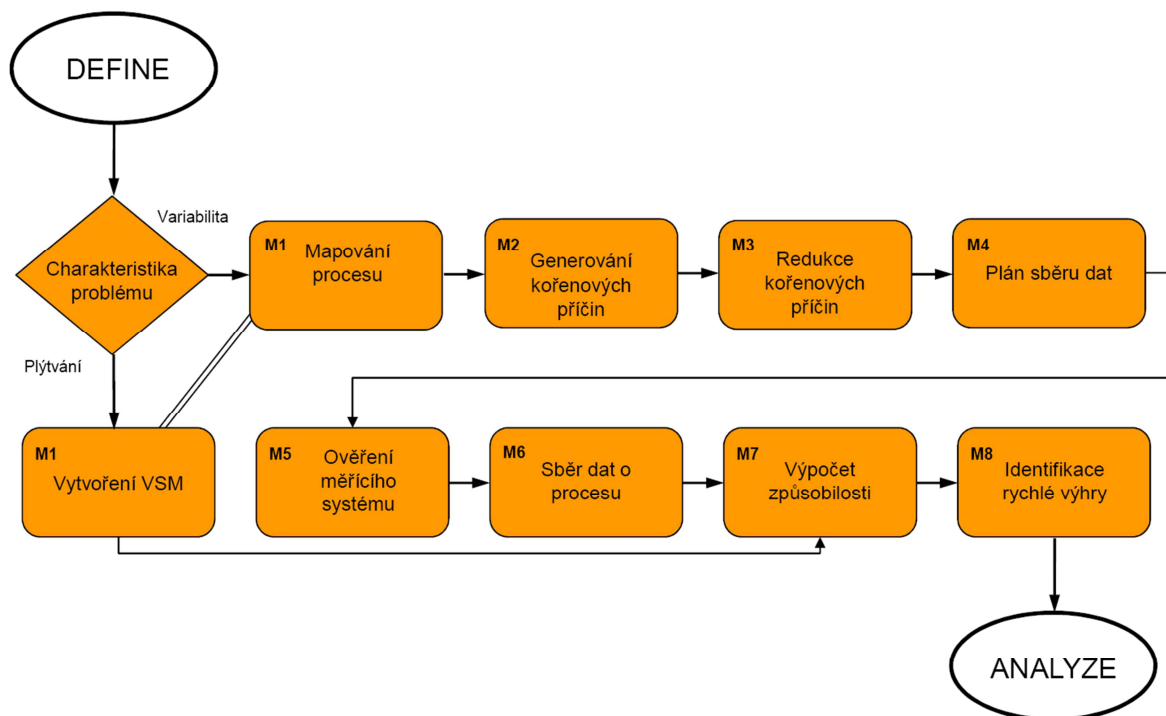 DEFINE
Variabilita
Charakteristika
problému
Plýtvání
M1
Mapování
procesu
M2
Generování
kořenových
příčin
M3
Redukce
kořenových
příčin
M4
Plán sběru dat
M1
Vytvoření VSM
M5
Ověření
měřícího
systému
M6
Sběr dat o
procesu
M7
Výpočet
způsobilosti
M8
Identifikace
rychlé výhry
ANALYZE